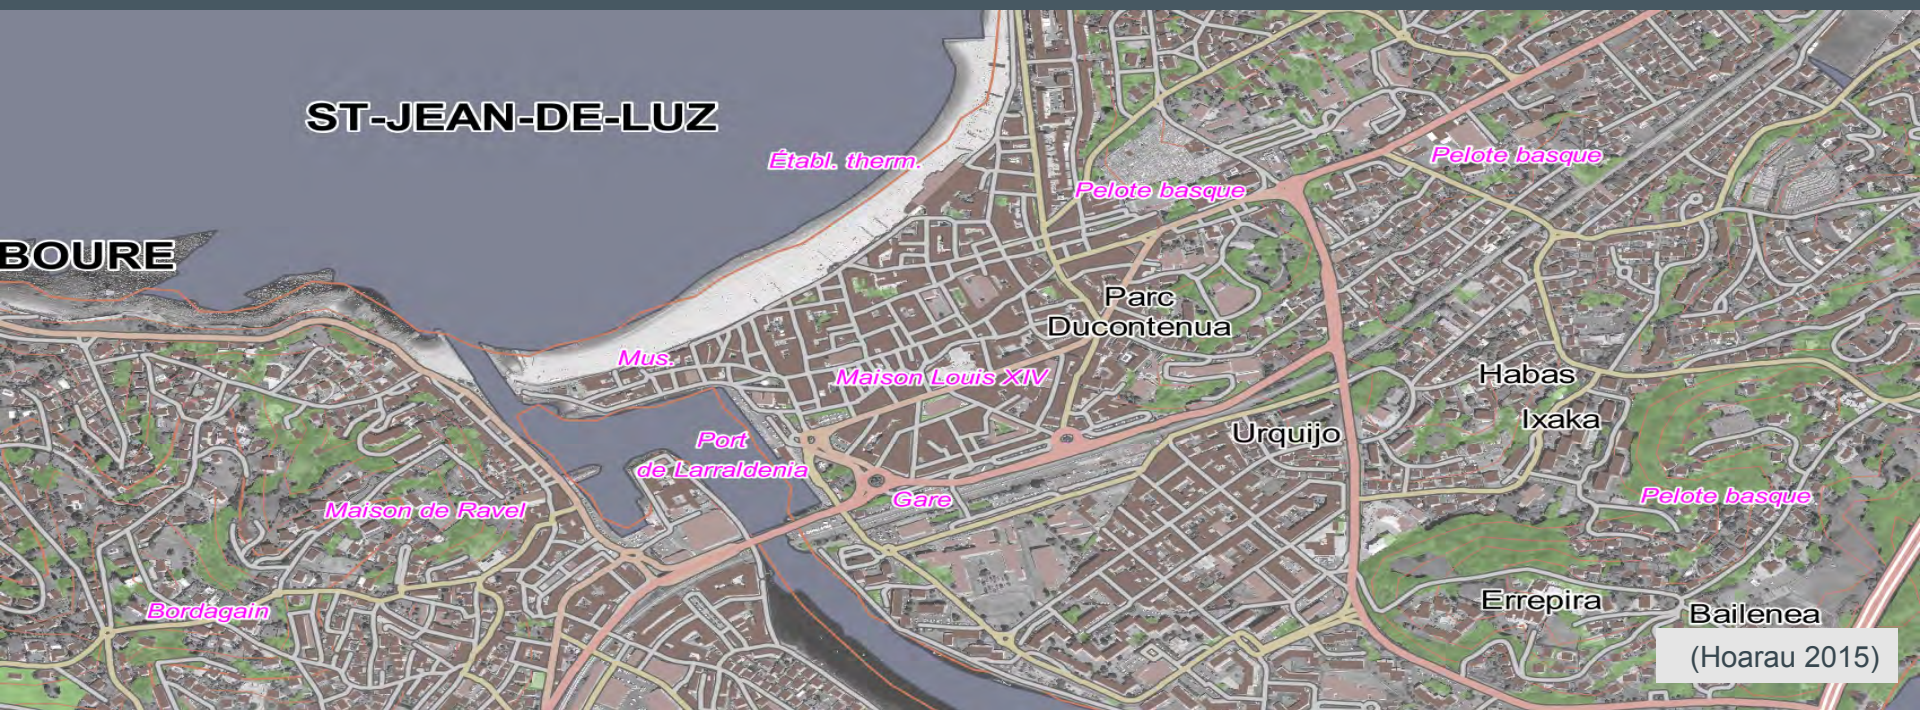 ST-JEAN-DE-LUZ
Établ. therm.
Pelote basque
Pelote basque
BOURE
Parc
Ducontenua
Mus.
Maison Louis XIV
Habas
Ixaka
Urquijo
Port
de Larraldenia
Gare
Pelote basque
Maison de Ravel
Bordagain
Errepira
Bailenea
(Hoarau 2015)